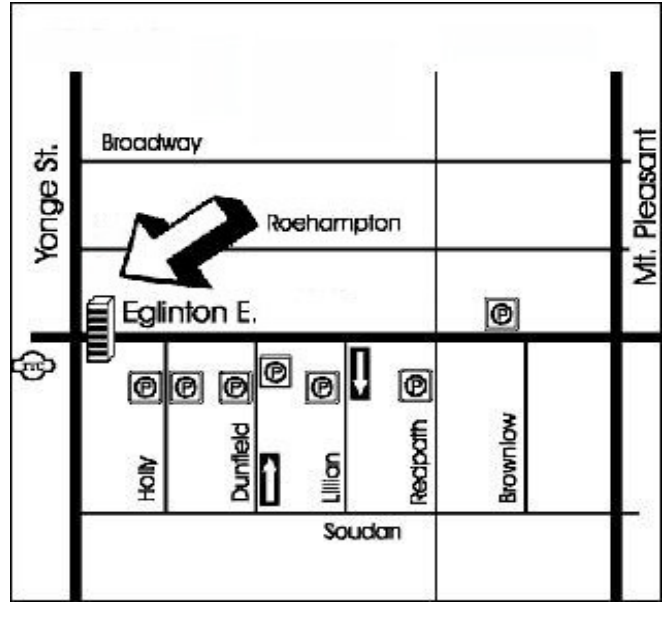 Broadway
Yonge St.
Mt. Pleasant
Roehampton
Eglinton E.
P
P
P
P
P
P
P
Holly
Dunfield
Lillian
Redpath
Brownlow
Soudan